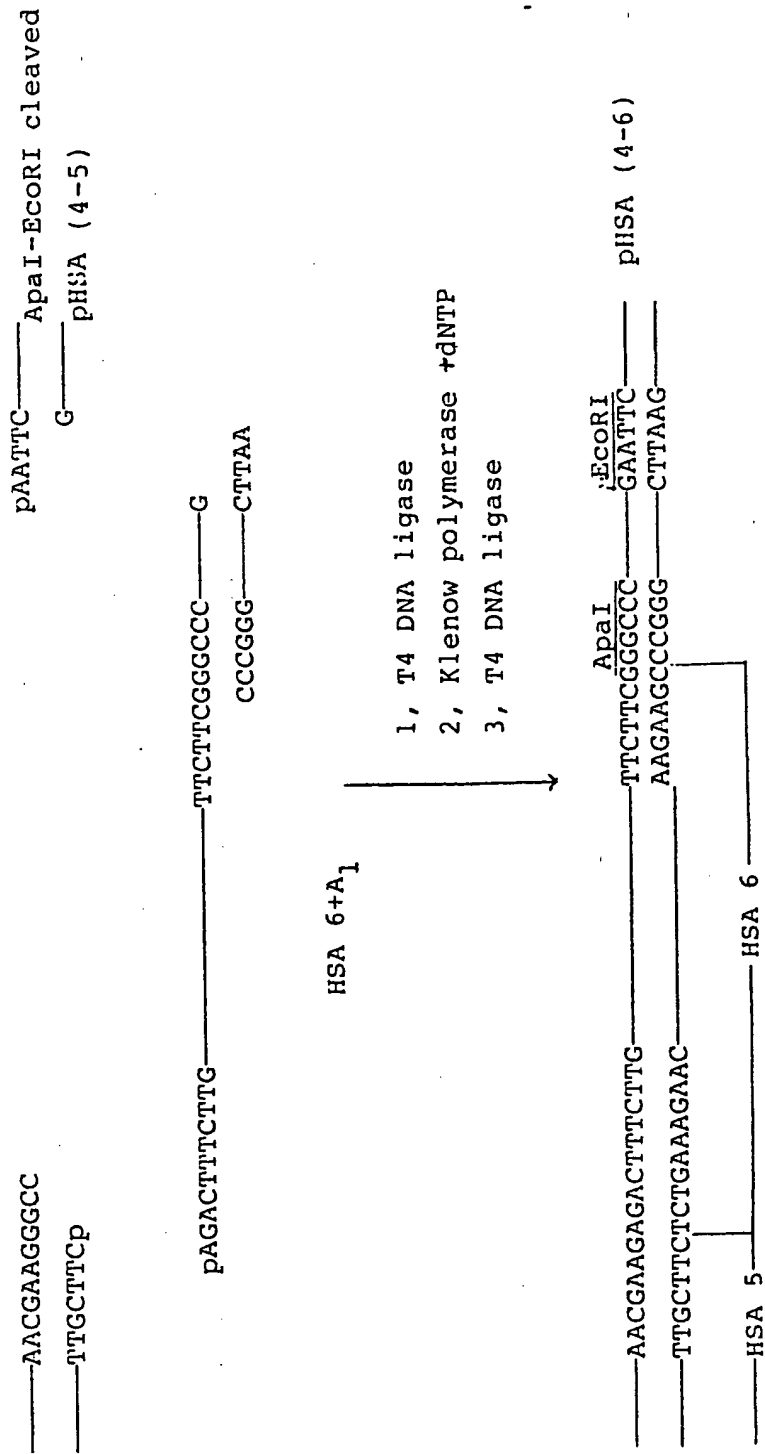 AACGAAGGGCC
TTGCTTCp
pAATTC
ApaI-EcoRI cleaved
G
pHSA (4-5)
pAGACTTTCTTG TTCTTCGGGCCC G
CCCGGG CTTAA
HSA 6+A1
1, T4 DNA ligase
2, Klenow polymerase +dNTP
3, T4 DNA ligase
ApaI EcoRI
AACGAAGAGACTTTCTTG TTCTTCGGGCCC GAATTC
pHSA (4-6)
TTGCTTCTCTGAAAGAAC AAGAAGCCCGGG CTTAAG
HSA 5 HSA 6